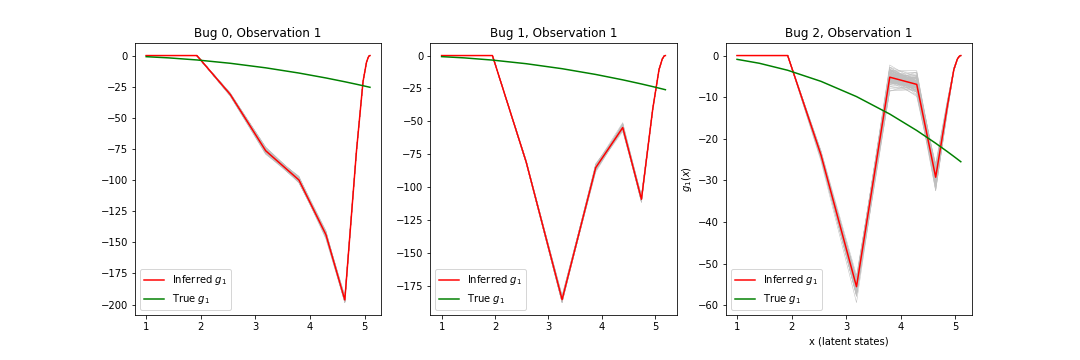 Bug 0, Observation 1
0
−25
−50
−75
−100
−125
−150
−175
−200
1 2 3 4 5
Inferred g₁
True g₁
Bug 1, Observation 1
0
−25
−50
−75
−100
−125
−150
−175
1 2 3 4 5
Inferred g₁
True g₁
Bug 2, Observation 1
g₁(x)
0
−10
−20
−30
−40
−50
−60
1 2 3 4 5
x (latent states)
Inferred g₁
True g₁